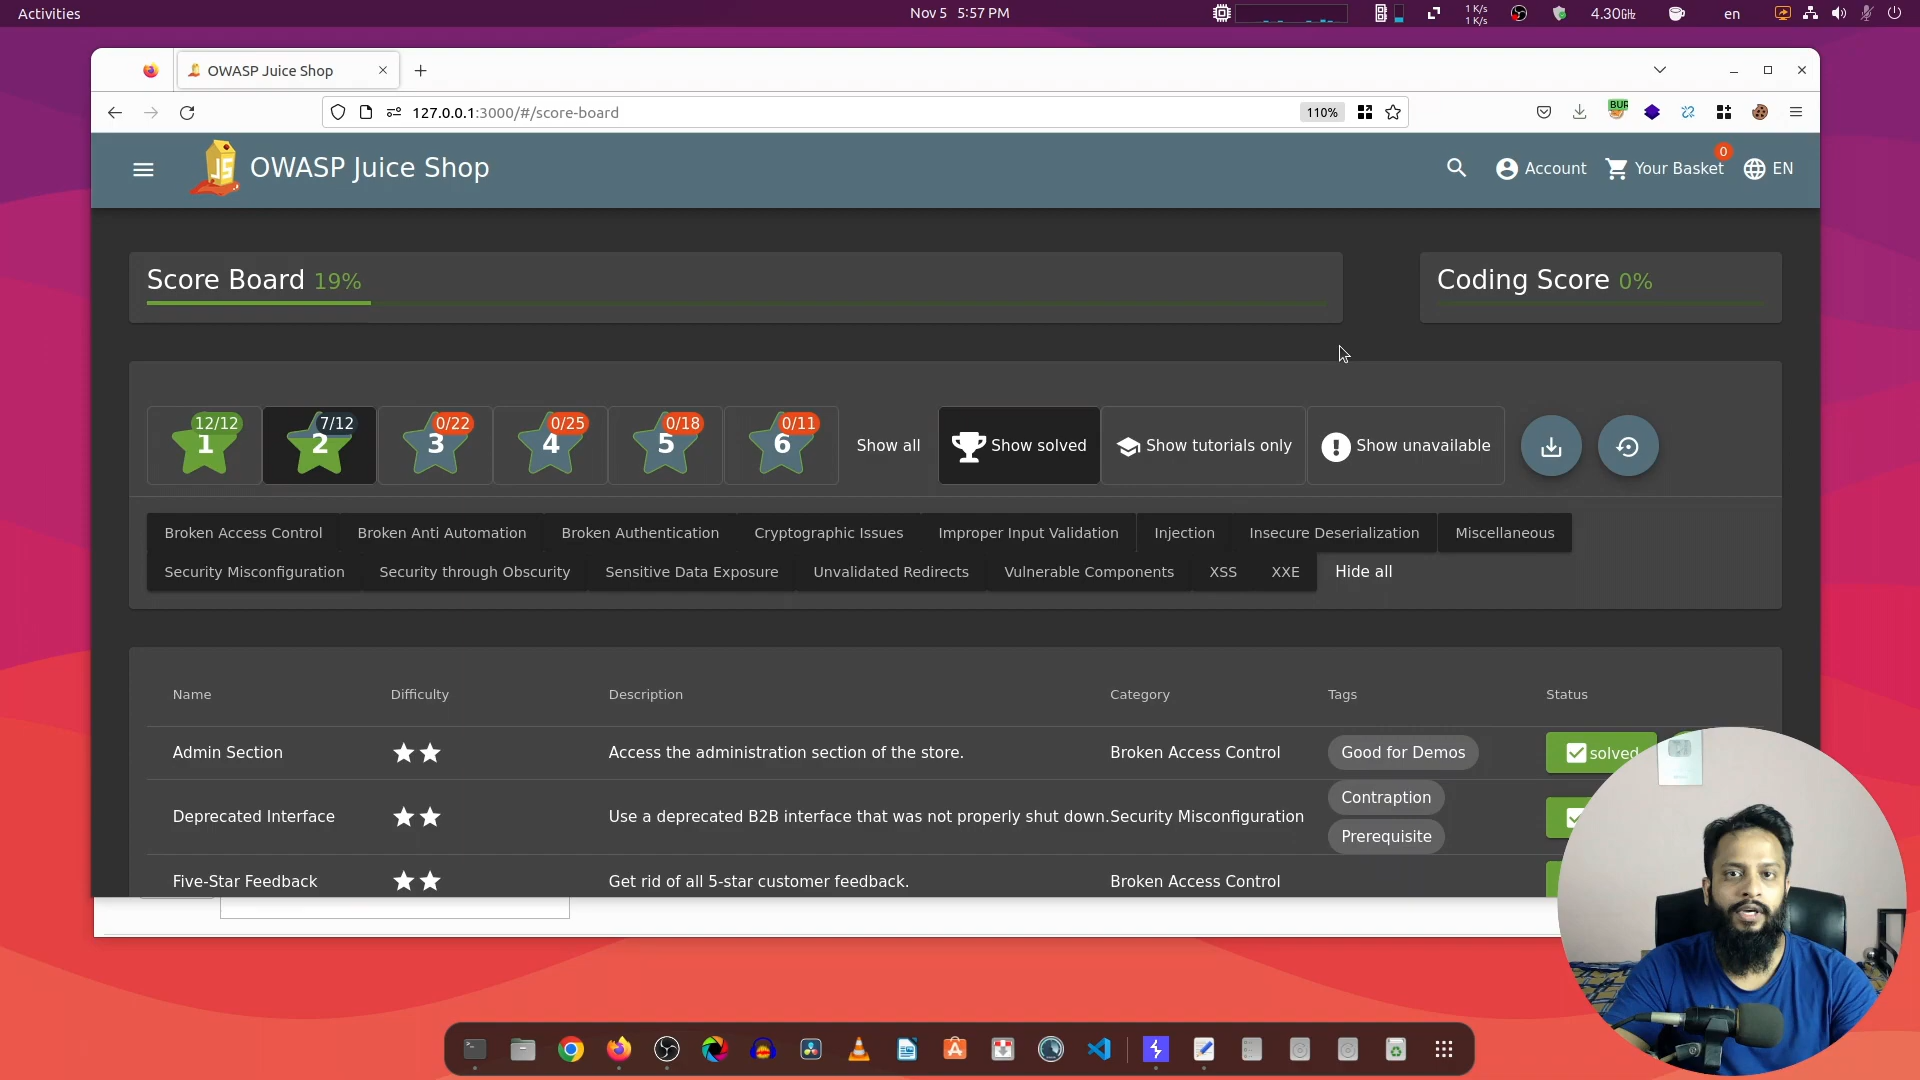 Activities
Nov 5 5:57 PM
1 K/s
1 K/s
4.30GHz
en
OWASP Juice Shop
127.0.0.1:3000/#/score-board
110%
BUR
JS
OWASP Juice Shop
Account
Your Basket
0
EN
Score Board 19%
Coding Score 0%
12/12
1
7/12
2
0/22
3
0/25
4
0/18
5
0/11
6
Show all
Show solved
Show tutorials only
Show unavailable
Broken Access Control
Broken Anti Automation
Broken Authentication
Cryptographic Issues
Improper Input Validation
Injection
Insecure Deserialization
Miscellaneous
Security Misconfiguration
Security through Obscurity
Sensitive Data Exposure
Unvalidated Redirects
Vulnerable Components
XSS
XXE
Hide all
Name
Difficulty
Description
Category
Tags
Status
Admin Section
Access the administration section of the store.
Broken Access Control
Good for Demos
solved
Deprecated Interface
Use a deprecated B2B interface that was not properly shut down.
Security Misconfiguration
Contraption
Prerequisite
Five-Star Feedback
Get rid of all 5-star customer feedback.
Broken Access Control